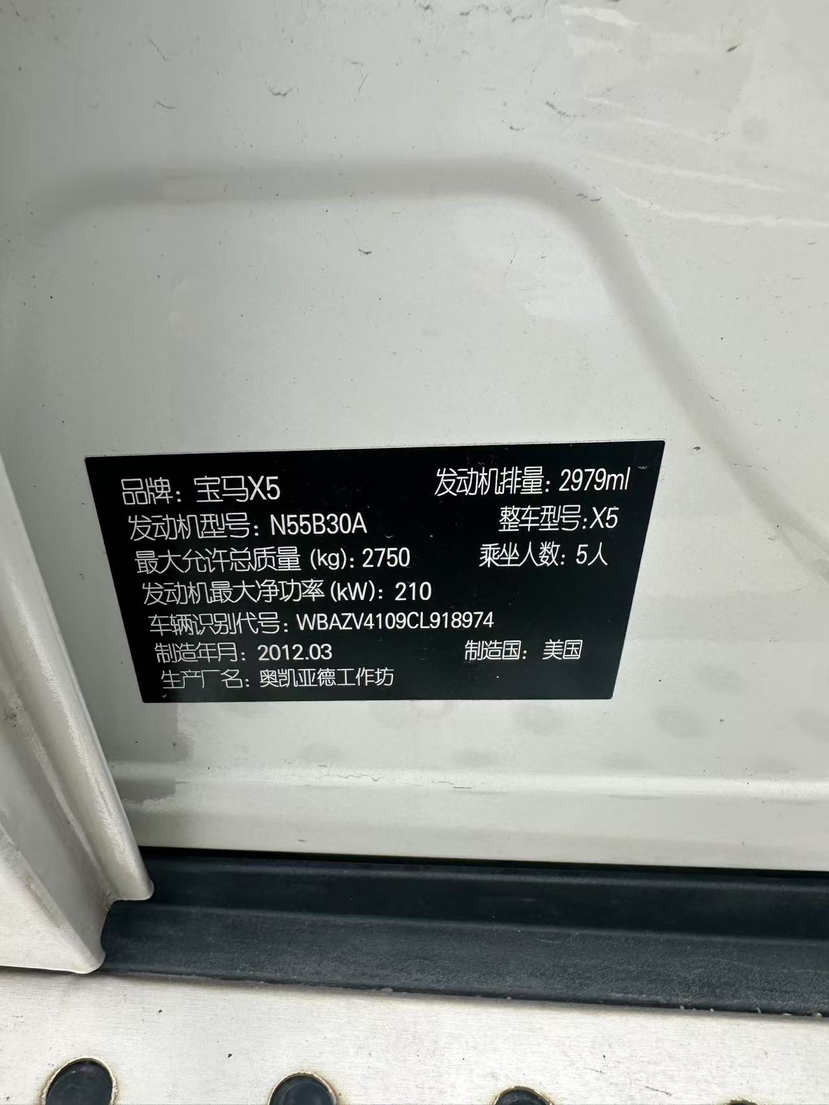 品牌：宝马X5 发动机排量：2979ml
发动机型号：N55B30A 整车型号:X5
最大允许总质量 (kg)：2750 乘坐人数：5人
发动机最大净功率(kW)：210
车辆识别代号：WBAZV4109CL918974
制造年月：2012.03 制造国：美国
生产厂名：奥凯亚德工作坊